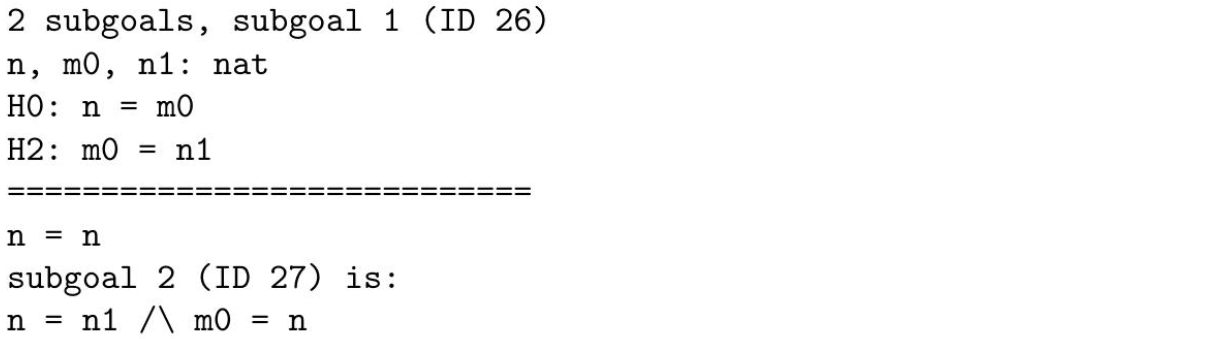 2 subgoals, subgoal 1 (ID 26)
n, m0, n1: nat
H0: n = m0
H2: m0 = n1
============================
n = n
subgoal 2 (ID 27) is:
n = n1 /\ m0 = n